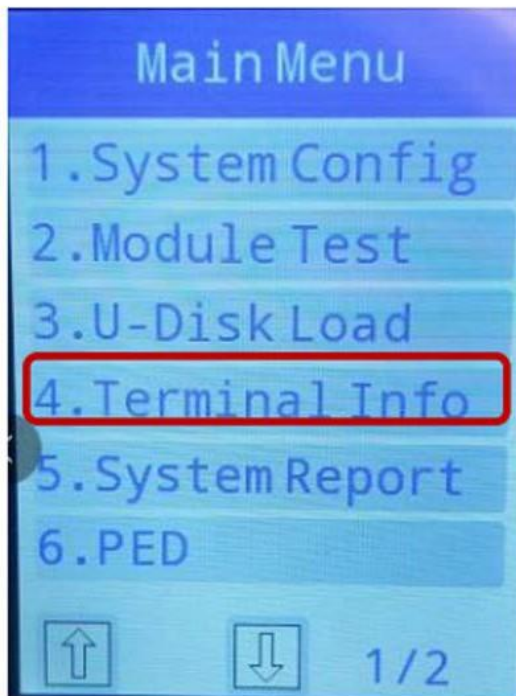 Main Menu
1.System Config
2.Module Test
3.U-Disk Load
4.Terminal Info
5.System Report
6.PED
1/2